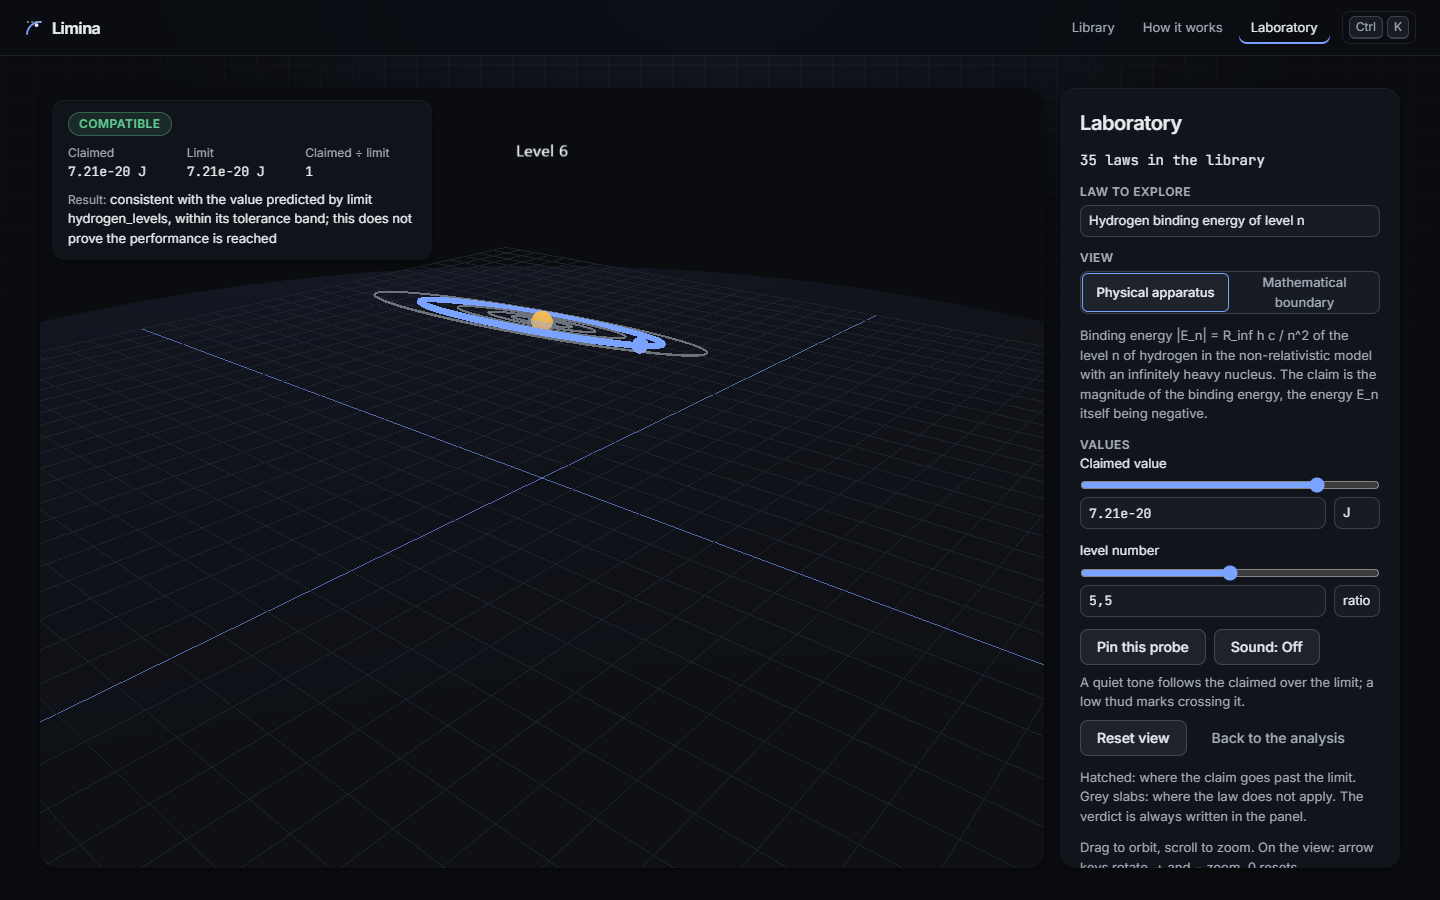 Limina
Library
How it works
Laboratory
Ctrl
K
COMPATIBLE
Claimed
Limit
Claimed ÷ limit
7.21e-20 J
7.21e-20 J
1
Result: consistent with the value predicted by limit
hydrogen_levels, within its tolerance band; this does not
prove the performance is reached
Level 6
Laboratory
35 laws in the library
LAW TO EXPLORE
Hydrogen binding energy of level n
VIEW
Physical apparatus
Mathematical
boundary
Binding energy |E_n| = R_inf h c / n^2 of the
level n of hydrogen in the non-relativistic model
with an infinitely heavy nucleus. The claim is the
magnitude of the binding energy, the energy E_n
itself being negative.
VALUES
Claimed value
7.21e-20
J
level number
5,5
ratio
Pin this probe
Sound: Off
A quiet tone follows the claimed over the limit; a
low thud marks crossing it.
Reset view
Back to the analysis
Hatched: where the claim goes past the limit.
Grey slabs: where the law does not apply. The
verdict is always written in the panel.
Drag to orbit, scroll to zoom. On the view: arrow
keys rotate, + and − zoom, 0 resets.